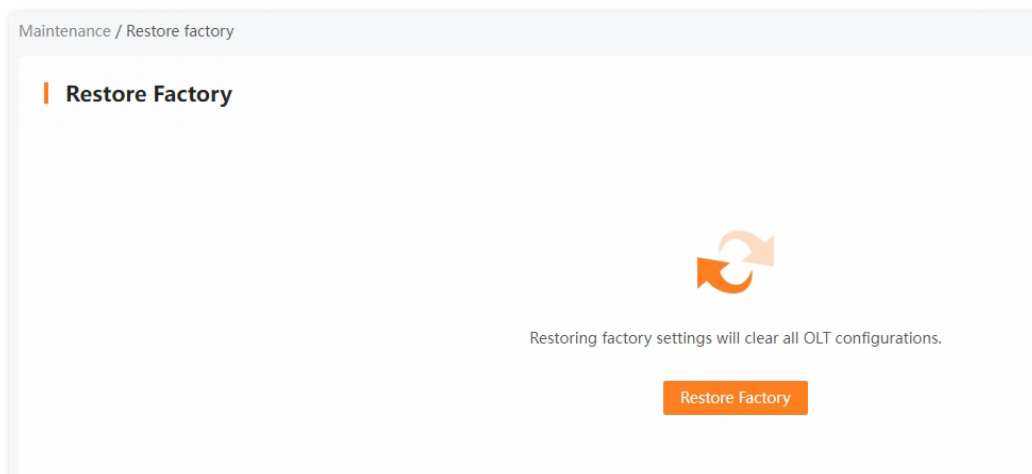 Maintenance / Restore factory
Restore Factory
Restoring factory settings will clear all OLT configurations.
Restore Factory